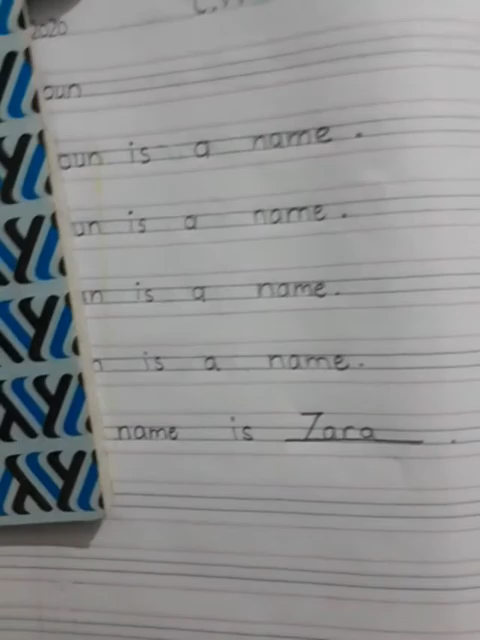 2020
oun
oun is a name.
un is a name.
n is a name.
n is a name.
name is Zara.